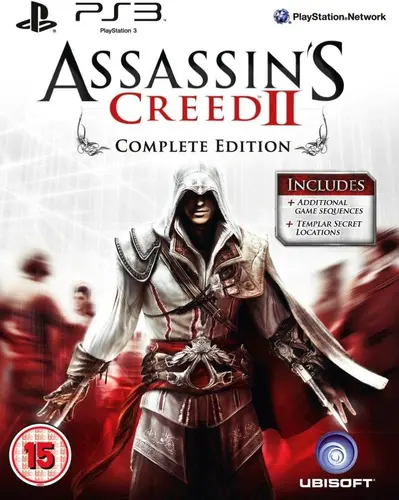 PS3
PlayStation 3
PlayStation®Network
ASSASSIN'S
CREED II
COMPLETE EDITION
INCLUDES
+ ADDITIONAL
GAME SEQUENCES
+ TEMPLAR SECRET
LOCATIONS
15
UBISOFT